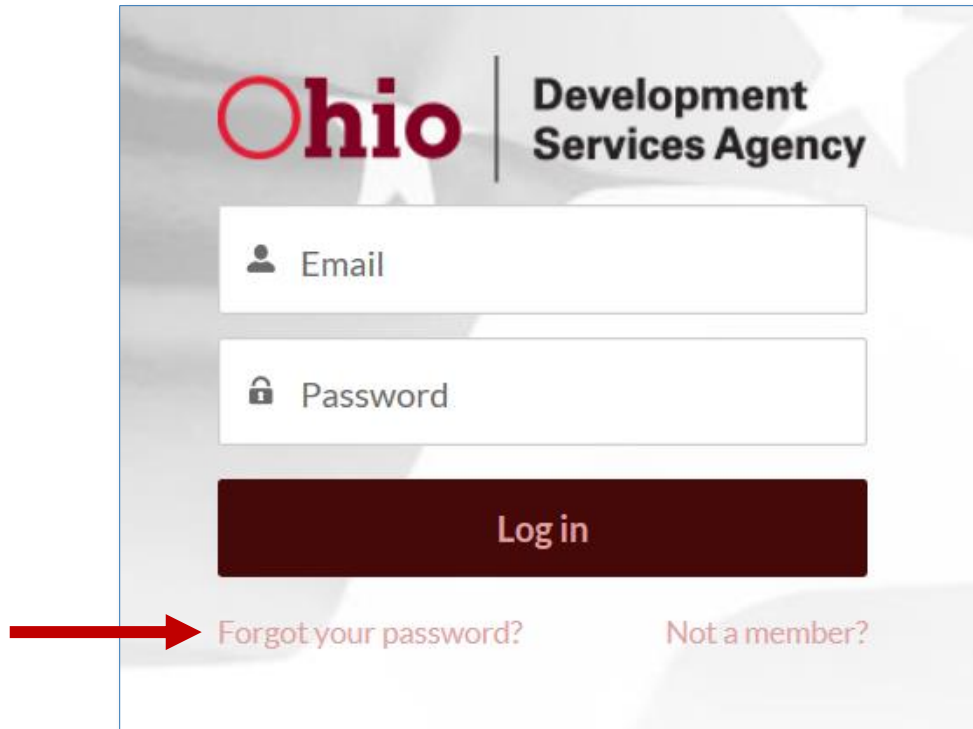 Ohio
Development
Services Agency
Email
Password
Log in
Forgot your password?
Not a member?